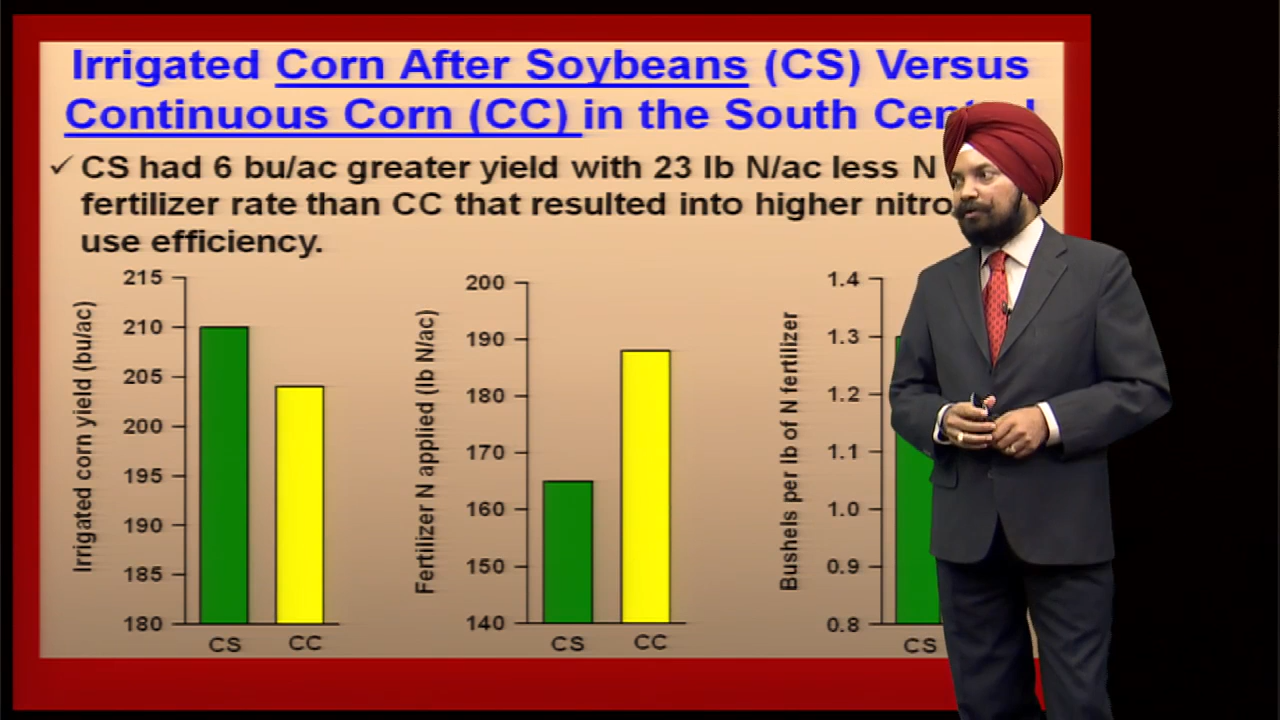 Irrigated Corn After Soybeans (CS) Versus
Continuous Corn (CC) in the South
✓ CS had 6 bu/ac greater yield with 23 lb N/ac less N
fertilizer rate than CC that resulted into higher
use efficiency.
Irrigated corn yield (bu/ac)
215
210
205
200
195
190
185
180
CS CC
Fertilizer N applied (lb N/ac)
200
190
180
170
160
150
140
CS CC
Bushels per lb of N fertilizer
1.4
1.3
1.2
1.1
1.0
0.9
0.8
CS